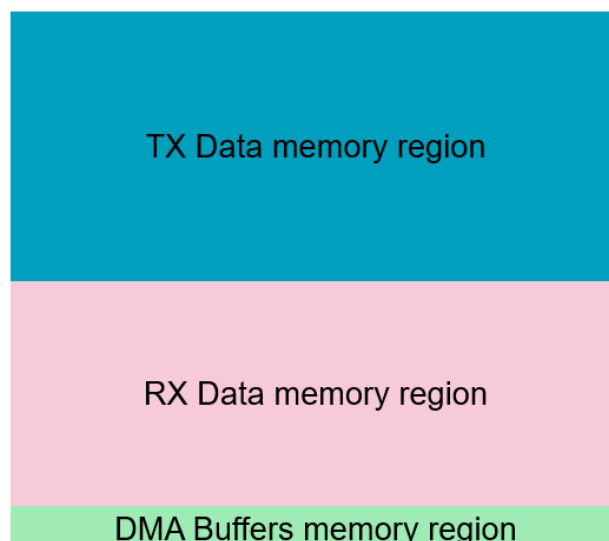 TX Data memory region
RX Data memory region
DMA Buffers memory region